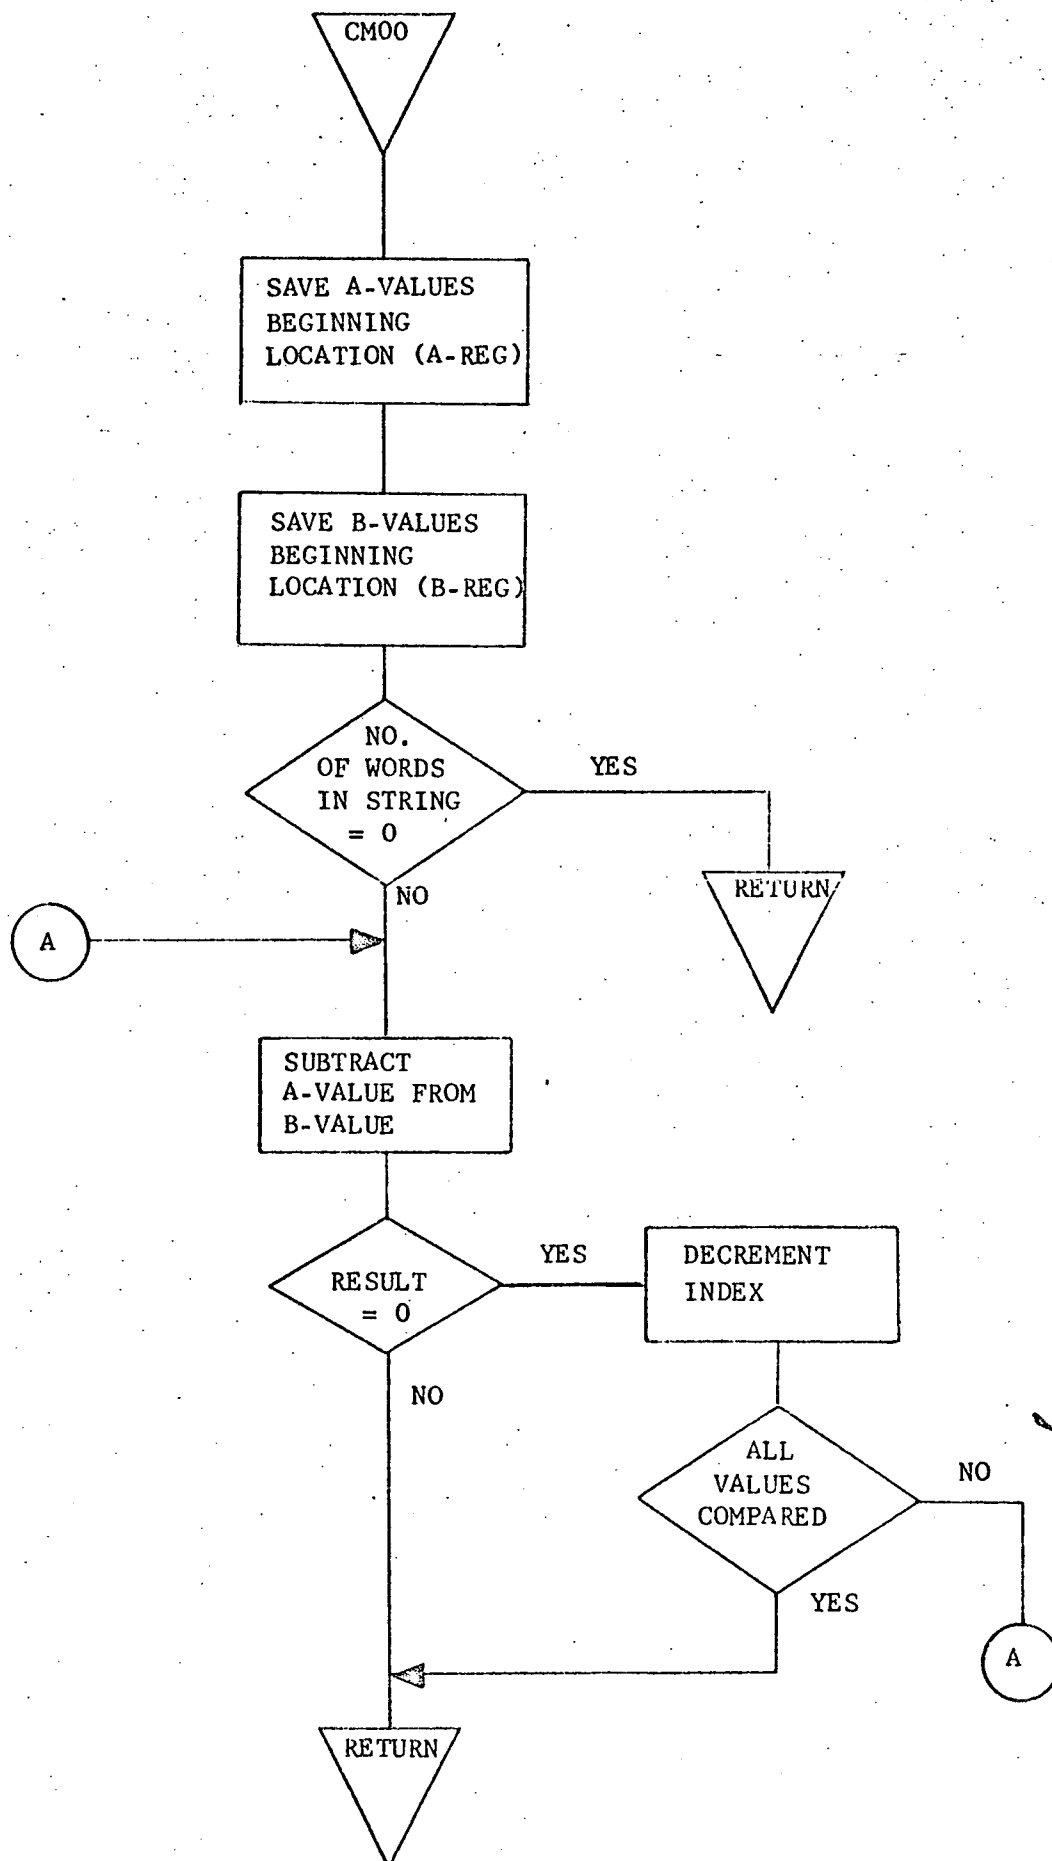 CM00
SAVE A-VALUES
BEGINNING
LOCATION (A-REG)
SAVE B-VALUES
BEGINNING
LOCATION (B-REG)
NO.
OF WORDS
IN STRING
= 0
YES
RETURN
NO
A
SUBTRACT
A-VALUE FROM
B-VALUE
RESULT
= 0
YES
DECREMENT
INDEX
NO
ALL
VALUES
COMPARED
NO
YES
A
RETURN